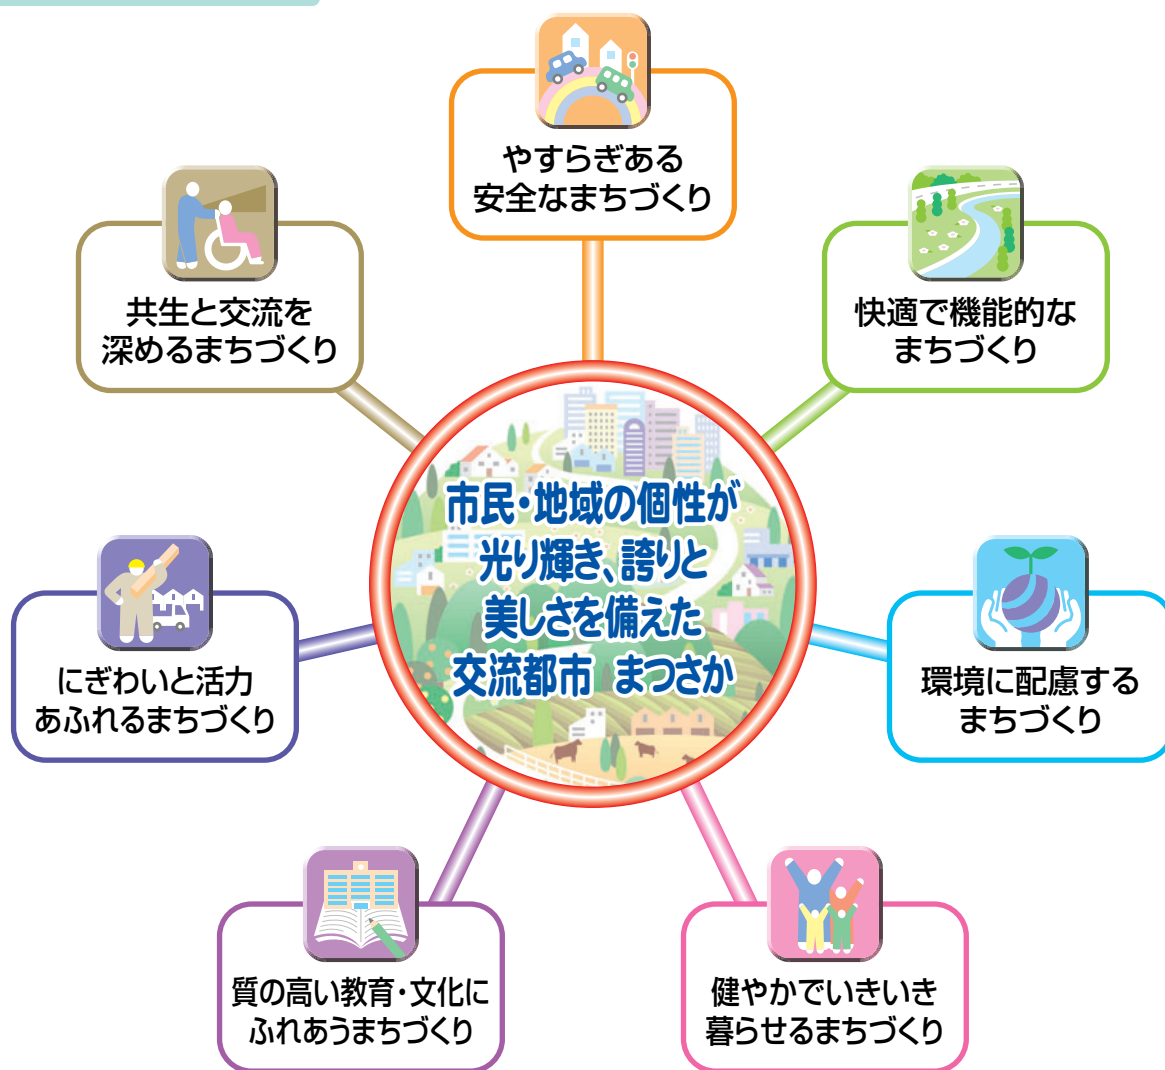 やすらぎある
安全なまちづくり
共生と交流を
深めるまちづくり
快適で機能的な
まちづくり
市民・地域の個性が
光り輝き、誇りと
美しさを備えた
交流都市 まつさか
にぎわいと活力
あふれるまちづくり
環境に配慮する
まちづくり
質の高い教育・文化に
ふれあうまちづくり
健やかでいきいき
暮らせるまちづくり